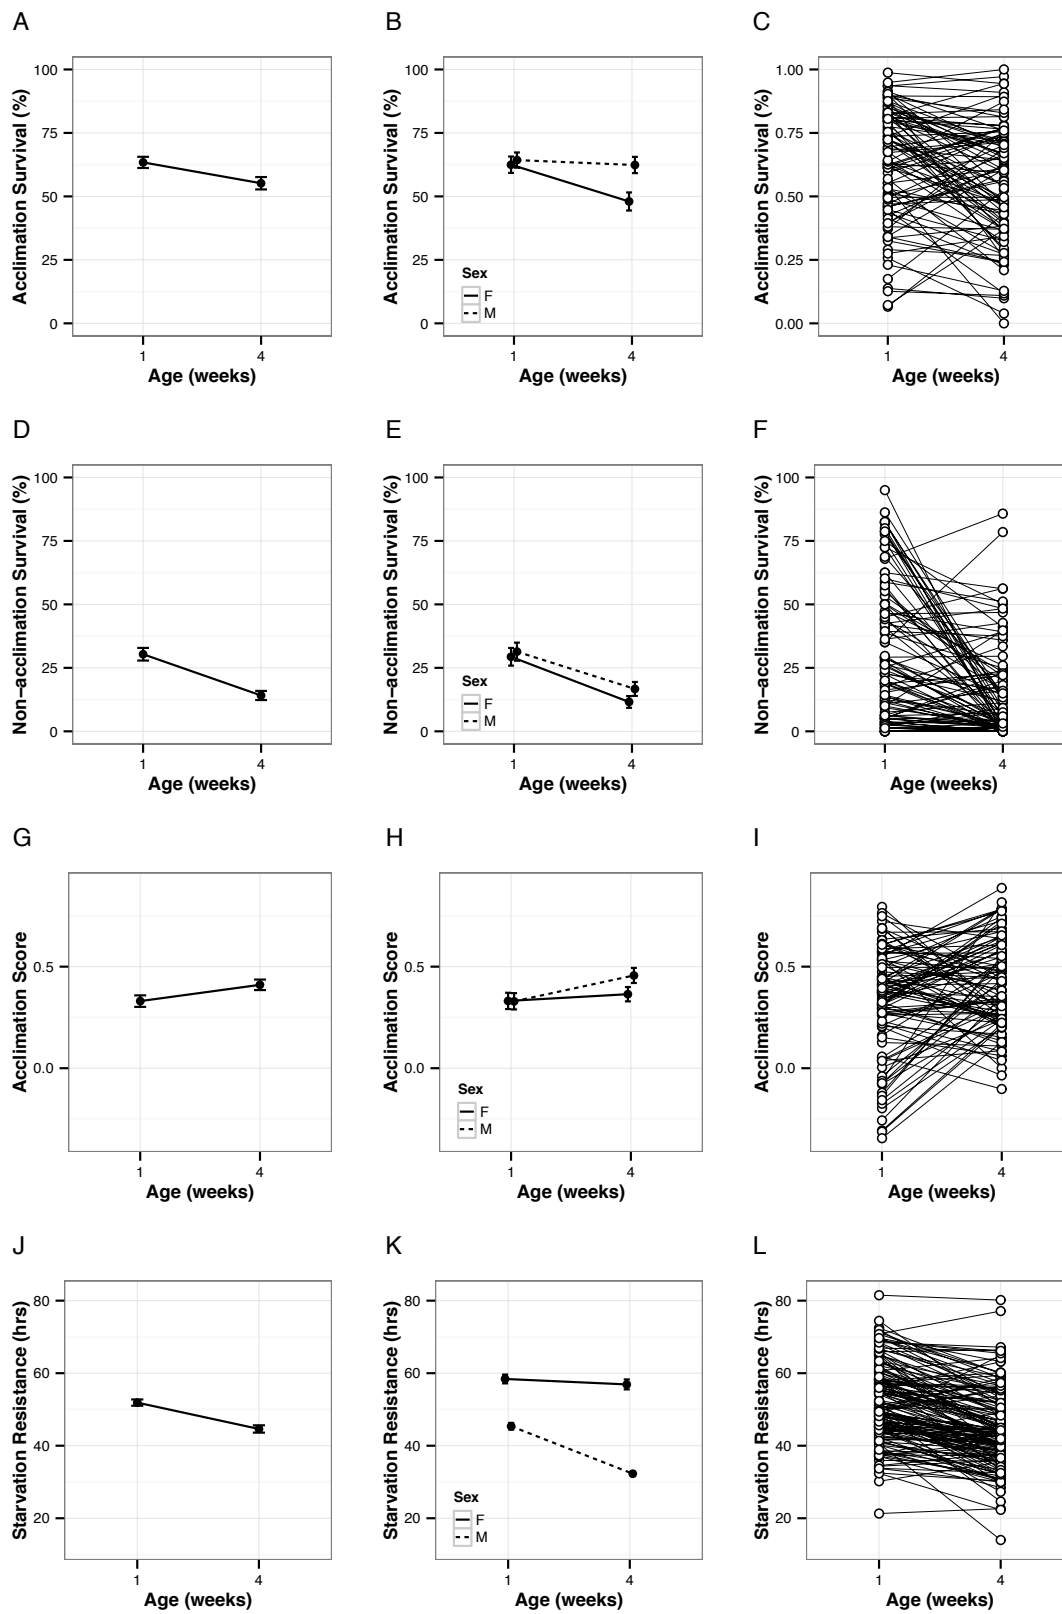 A
Acclimation Survival (%)
100
75
50
25
0
1
4
Age (weeks)
B
Acclimation Survival (%)
100
75
50
25
0
Sex
F
M
1
4
Age (weeks)
C
Acclimation Survival (%)
1.00
0.75
0.50
0.25
0.00
1
4
Age (weeks)
D
Non−acclimation Survival (%)
100
75
50
25
0
1
4
Age (weeks)
E
Non−acclimation Survival (%)
100
75
50
25
0
Sex
F
M
1
4
Age (weeks)
F
Non−acclimation Survival (%)
100
75
50
25
0
1
4
Age (weeks)
G
Acclimation Score
0.5
0.0
1
4
Age (weeks)
H
Acclimation Score
0.5
0.0
Sex
F
M
1
4
Age (weeks)
I
Acclimation Score
0.5
0.0
1
4
Age (weeks)
J
Starvation Resistance (hrs)
80
60
40
20
1
4
Age (weeks)
K
Starvation Resistance (hrs)
80
60
40
20
Sex
F
M
1
4
Age (weeks)
L
Starvation Resistance (hrs)
80
60
40
20
1
4
Age (weeks)